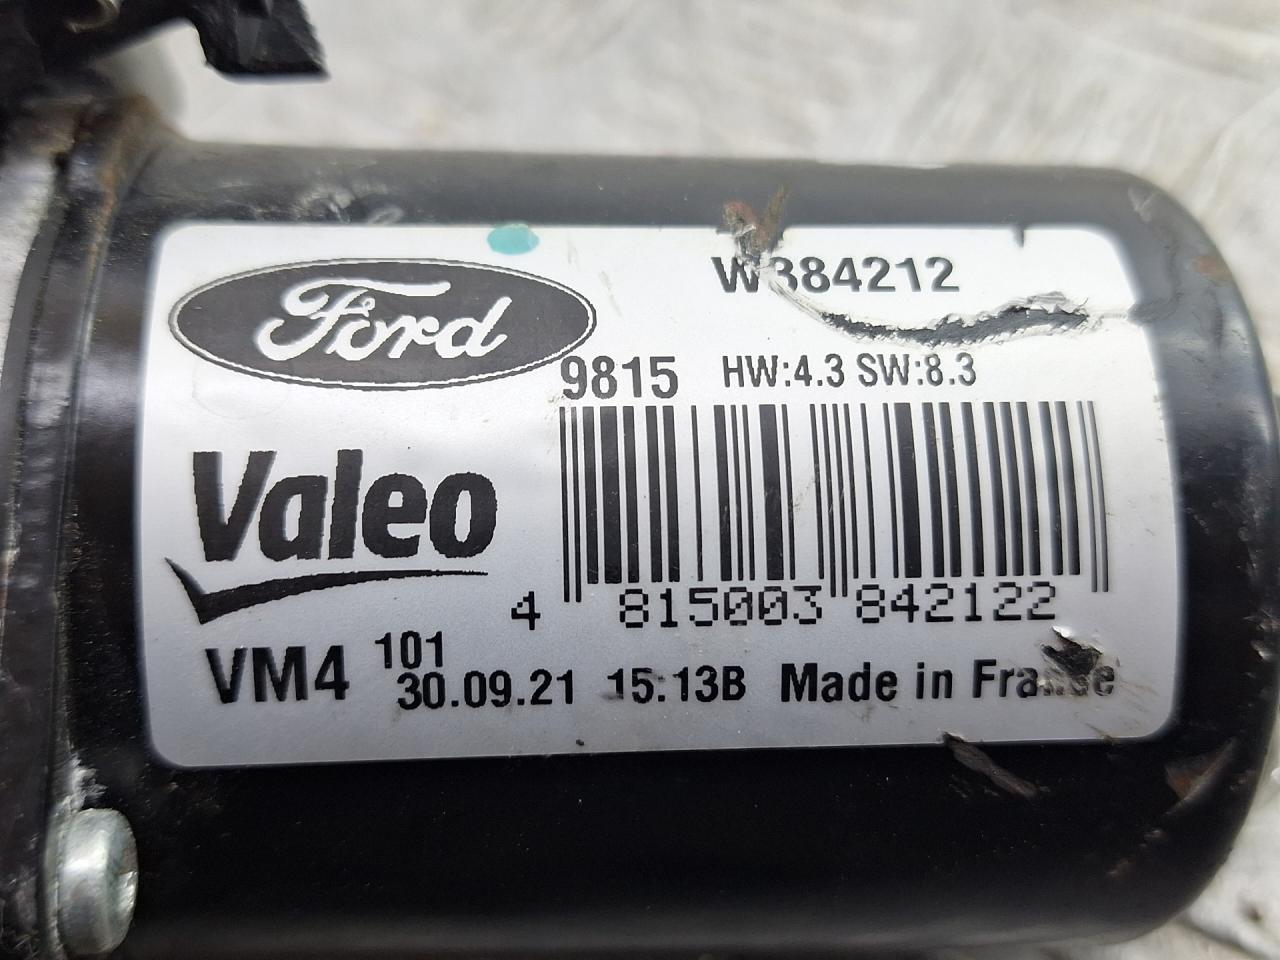 Ford
W384212
9815 HW:4.3 SW:8.3
Valeo
4 815003 842122
VM4 101
30.09.21 15:13B Made in France